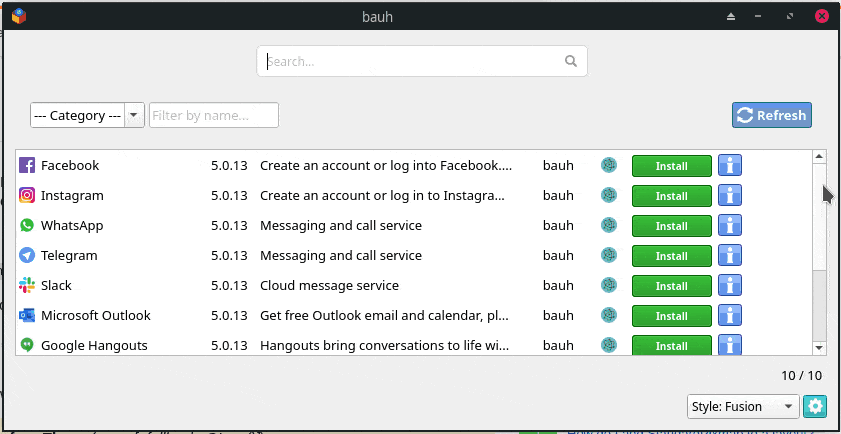 bauh
Search...
--- Category ---
Filter by name...
Refresh
Facebook 5.0.13 Create an account or log into Facebook.... bauh Install
Instagram 5.0.13 Create an account or log in to Instagra... bauh Install
WhatsApp 5.0.13 Messaging and call service bauh Install
Telegram 5.0.13 Messaging and call service bauh Install
Slack 5.0.13 Cloud message service bauh Install
Microsoft Outlook 5.0.13 Get free Outlook email and calendar, pl... bauh Install
Google Hangouts 5.0.13 Hangouts bring conversations to life wi... bauh Install
10 / 10
Style: Fusion